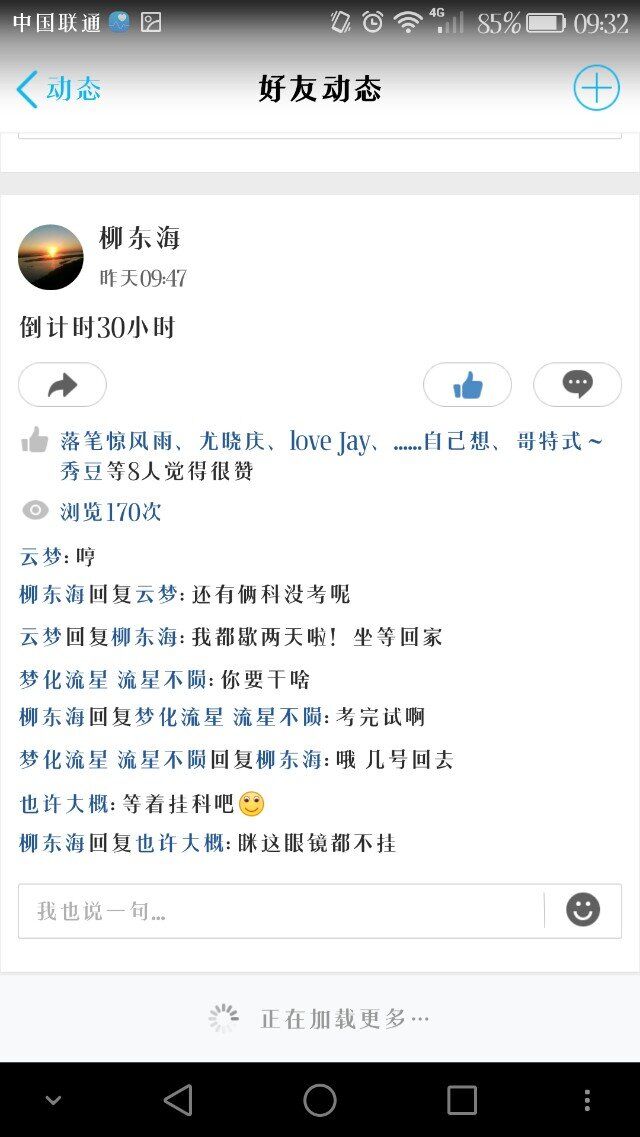 中国联通 4G 85% 09:32
动态 好友动态
柳东海
昨天09:47
倒计时30小时
落笔惊风雨、尤晓庆、love Jay、......自己想、哥特式～
秀豆等8人觉得很赞
浏览170次
云梦: 哼
柳东海回复云梦: 还有俩科没考呢
云梦回复柳东海: 我都歇两天啦！坐等回家
梦化流星 流星不陨: 你要干啥
柳东海回复梦化流星 流星不陨: 考完试啊
梦化流星 流星不陨回复柳东海: 哦 几号回去
也许大概: 等着挂科吧
柳东海回复也许大概: 眯这眼镜都不挂
我也说一句...
正在加载更多…